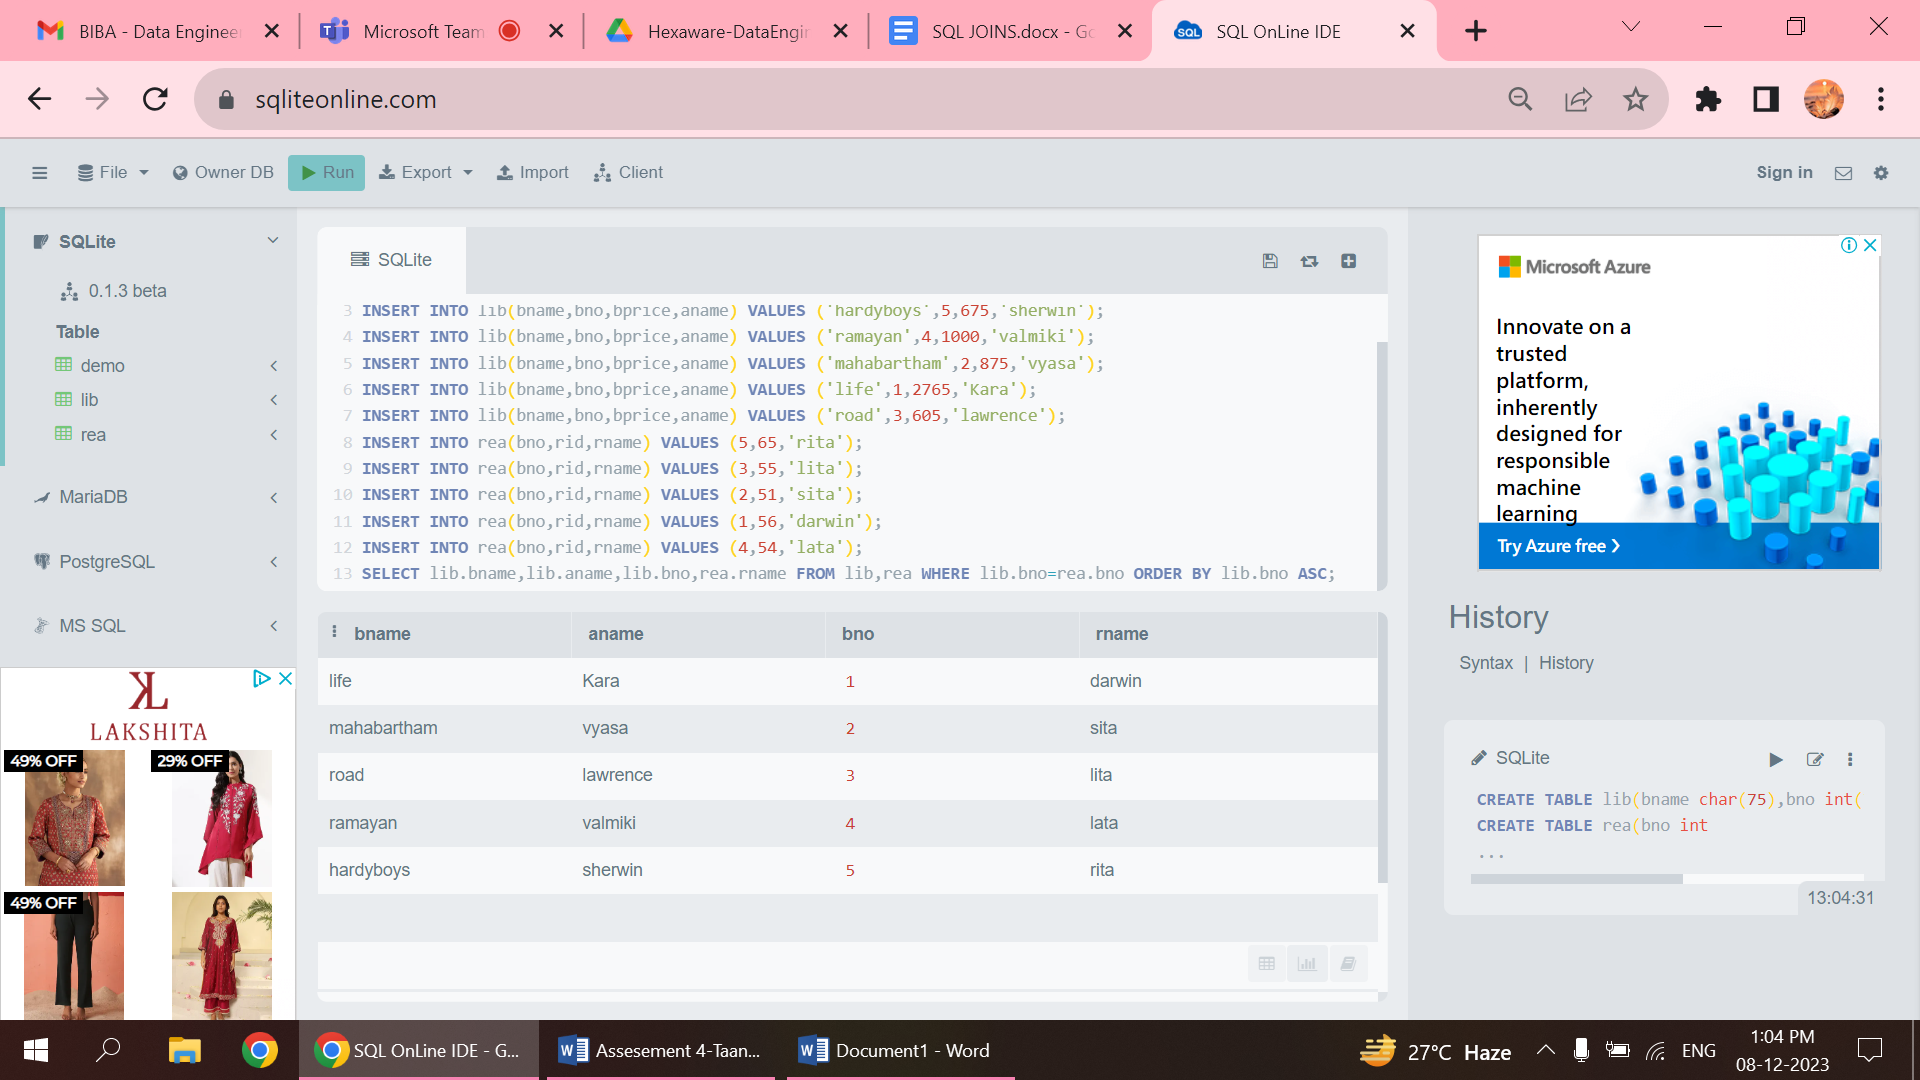 BIBA - Data Enginee
Microsoft Team
Hexaware-DataEngir
SQL JOINS.docx - Go
SQL OnLine IDE
sqliteonline.com
File
Owner DB
Run
Export
Import
Client
Sign in
SQLite
0.1.3 beta
Table
demo
lib
rea
MariaDB
PostgreSQL
MS SQL
LAKSHITA
49% OFF
29% OFF
49% OFF
SQLite
3 INSERT INTO lib(bname,bno,bprice,aname) VALUES ('hardyboys',5,675,'sherwin');
4 INSERT INTO lib(bname,bno,bprice,aname) VALUES ('ramayan',4,1000,'valmiki');
5 INSERT INTO lib(bname,bno,bprice,aname) VALUES ('mahabartham',2,875,'vyasa');
6 INSERT INTO lib(bname,bno,bprice,aname) VALUES ('life',1,2765,'Kara');
7 INSERT INTO lib(bname,bno,bprice,aname) VALUES ('road',3,605,'lawrence');
8 INSERT INTO rea(bno,rid,rname) VALUES (5,65,'rita');
9 INSERT INTO rea(bno,rid,rname) VALUES (3,55,'lita');
10 INSERT INTO rea(bno,rid,rname) VALUES (2,51,'sita');
11 INSERT INTO rea(bno,rid,rname) VALUES (1,56,'darwin');
12 INSERT INTO rea(bno,rid,rname) VALUES (4,54,'lata');
13 SELECT lib.bname,lib.aname,lib.bno,rea.rname FROM lib,rea WHERE lib.bno=rea.bno ORDER BY lib.bno ASC;
bname aname bno rname
life Kara 1 darwin
mahabartham vyasa 2 sita
road lawrence 3 lita
ramayan valmiki 4 lata
hardyboys sherwin 5 rita
Microsoft Azure
Innovate on a
trusted
platform,
inherently
designed for
responsible
machine
learning
Try Azure free ❯
History
Syntax | History
SQLite
CREATE TABLE lib(bname char(75),bno int(
CREATE TABLE rea(bno int
...
13:04:31
SQL OnLine IDE - G...
Assesement 4-Taan...
Document1 - Word
27°C Haze
ENG
1:04 PM
08-12-2023